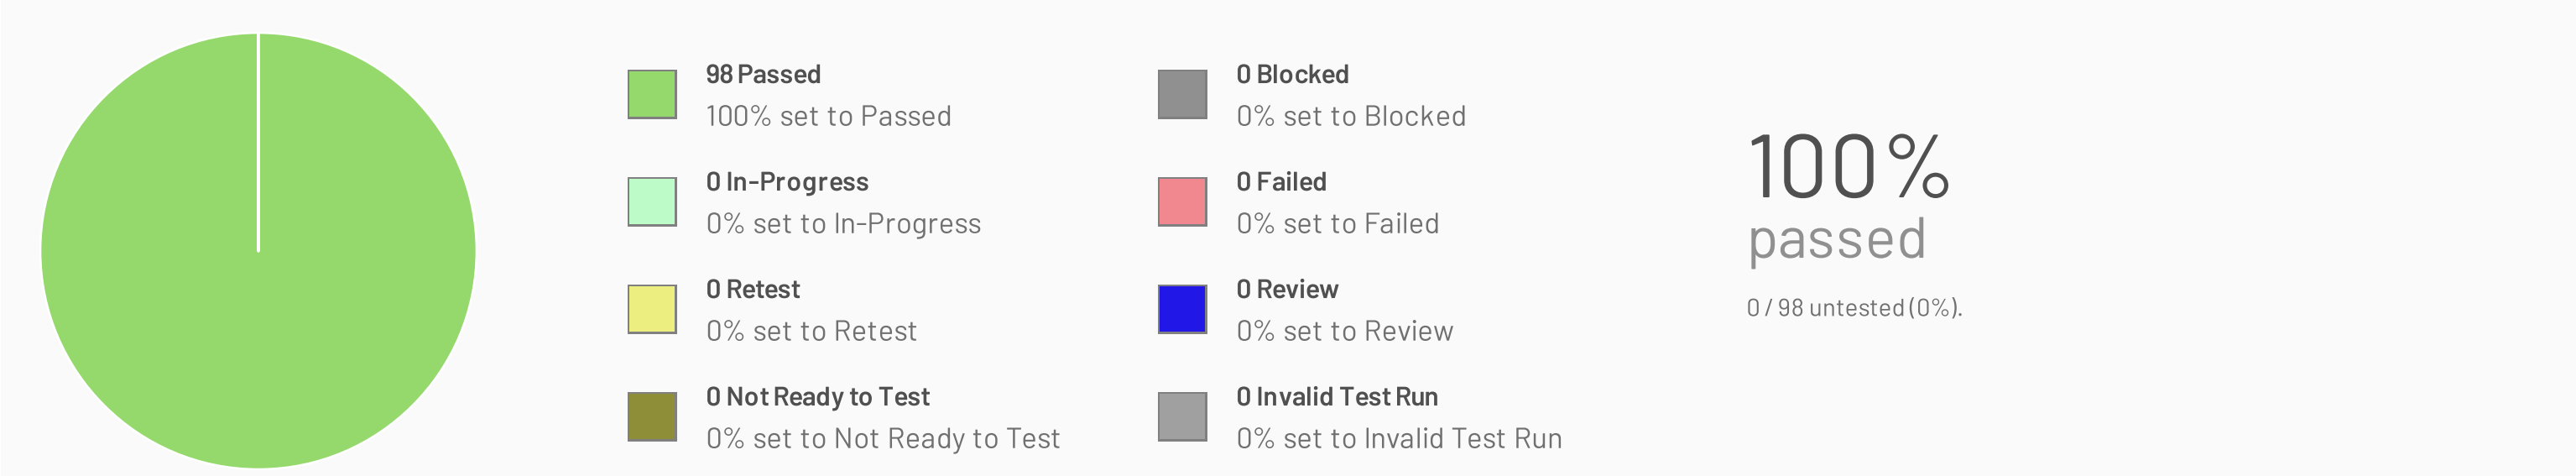 98 Passed
100% set to Passed
0 In-Progress
0% set to In-Progress
0 Retest
0% set to Retest
0 Not Ready to Test
0% set to Not Ready to Test
0 Blocked
0% set to Blocked
0 Failed
0% set to Failed
0 Review
0% set to Review
0 Invalid Test Run
0% set to Invalid Test Run
100%
passed
0 / 98 untested (0%).